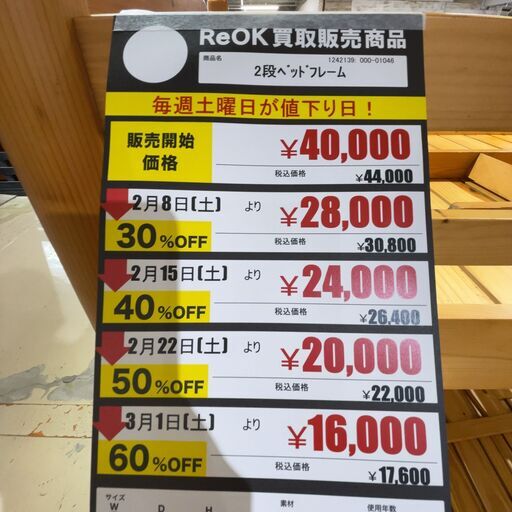 ReOK 買取販売商品
商品名 1242139: 000-01046
2段ベッドフレーム
毎週土曜日が値下り日！
販売開始価格 ¥40,000
税込価格 ¥44,000
2月8日(土) より ¥28,000
30%OFF 税込価格 ¥30,800
2月15日(土) より ¥24,000
40%OFF 税込価格 ¥26,400
2月22日(土) より ¥20,000
50%OFF 税込価格 ¥22,000
3月1日(土) より ¥16,000
60%OFF 税込価格 ¥17,600
サイズ 素材 使用年数
W D H